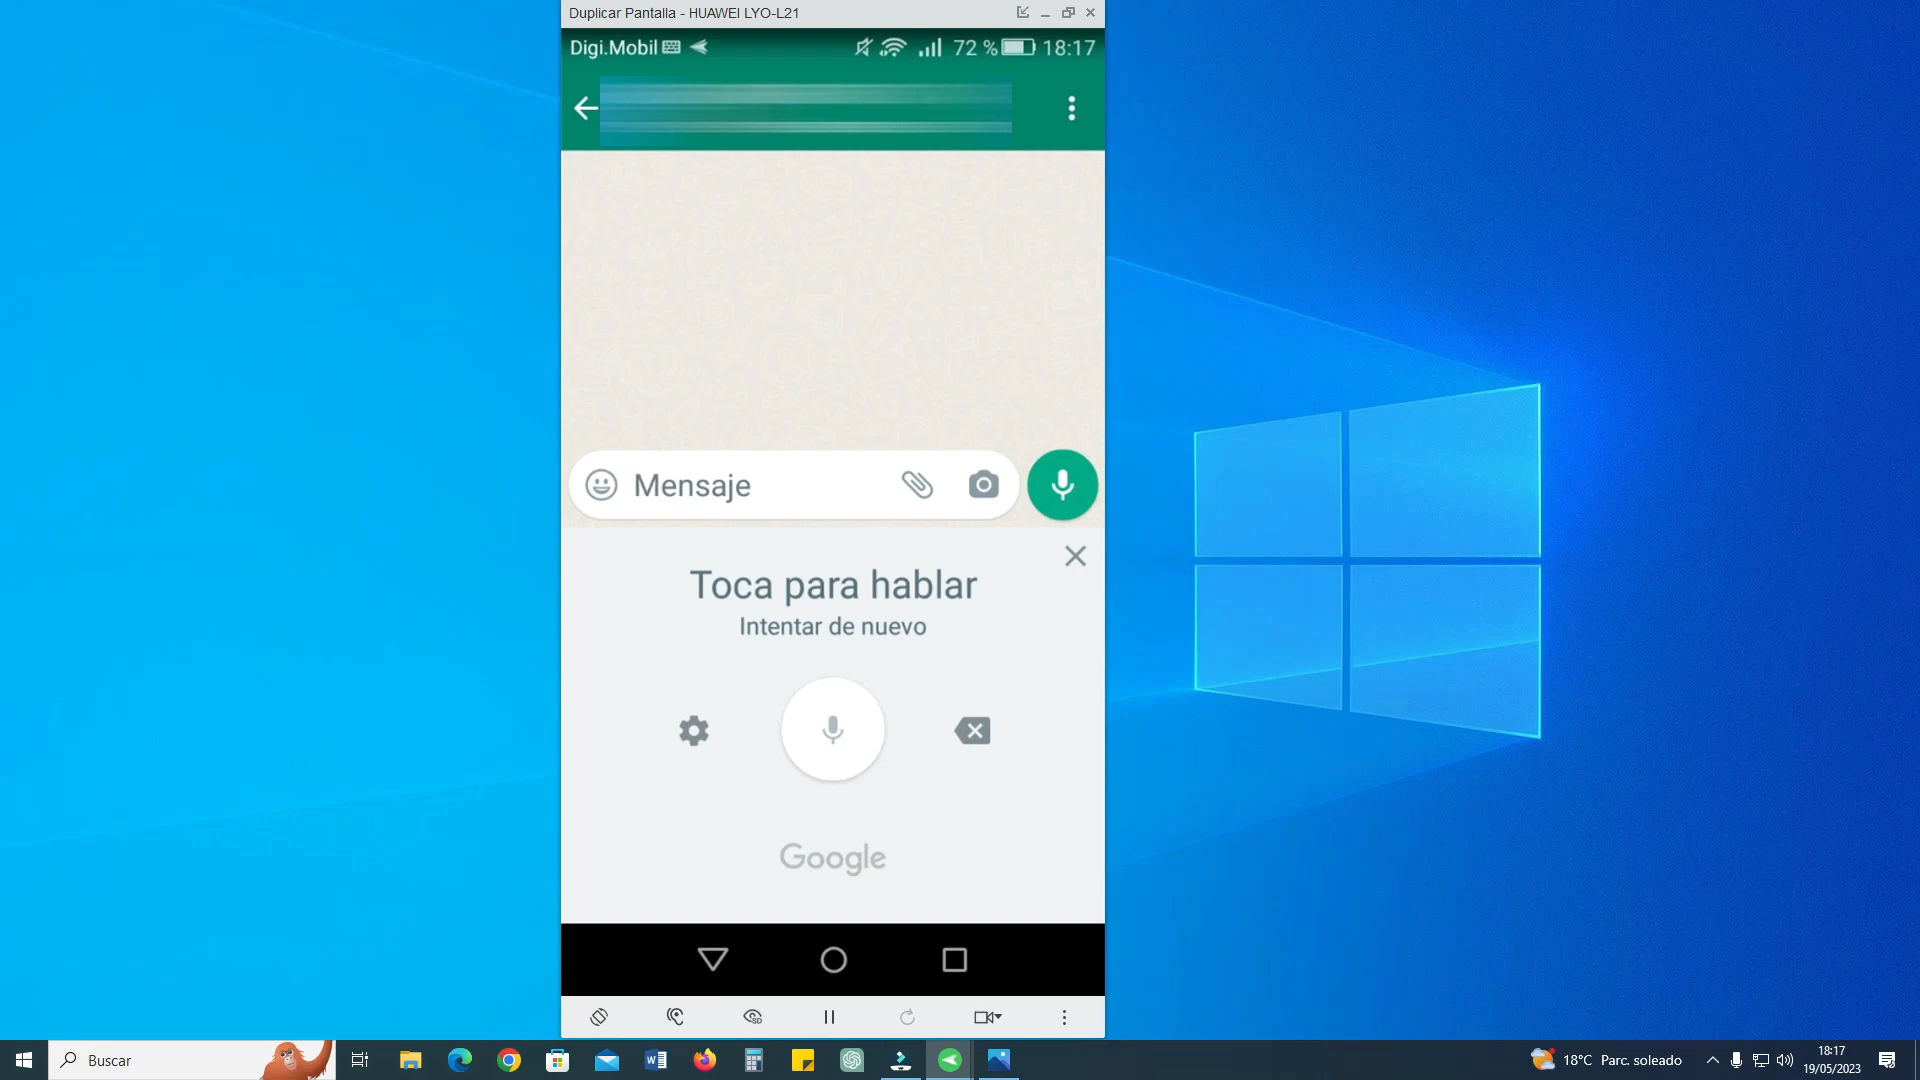 Duplicar Pantalla - HUAWEI LYO-L21
Digi.Mobil 72 % 18:17
Mensaje
Toca para hablar
Intentar de nuevo
Google
SD
Buscar
18°C Parc. soleado
18:17
19/05/2023